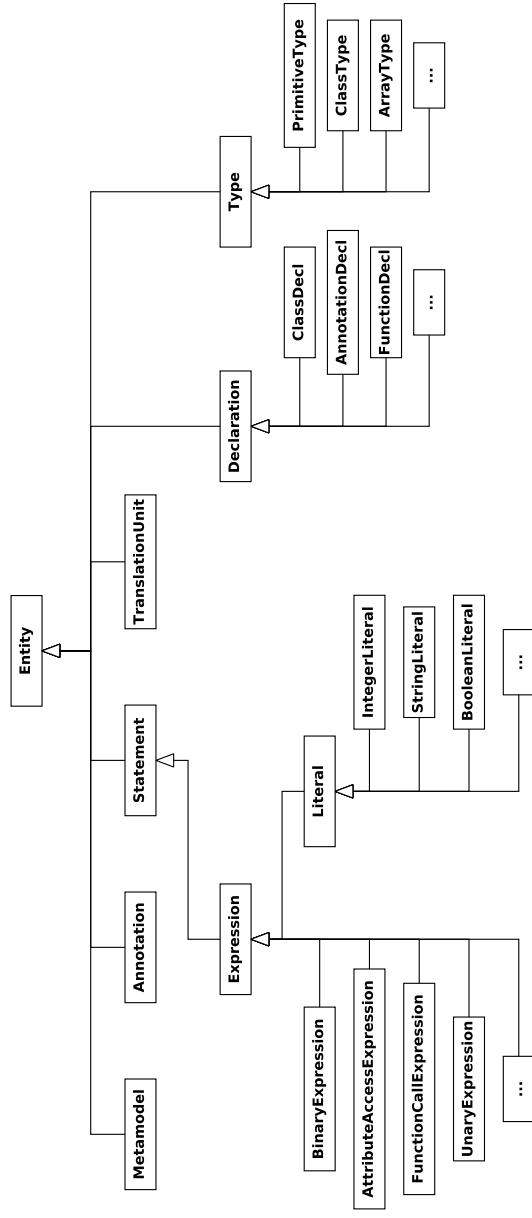 Entity
Metamodel
Annotation
Statement
TranslationUnit
Expression
Declaration
Type
BinaryExpression
AttributeAccessExpression
FunctionCallExpression
UnaryExpression
...
Literal
IntegerLiteral
StringLiteral
BooleanLiteral
...
ClassDecl
AnnotationDecl
FunctionDecl
...
PrimitiveType
ClassType
ArrayType
...